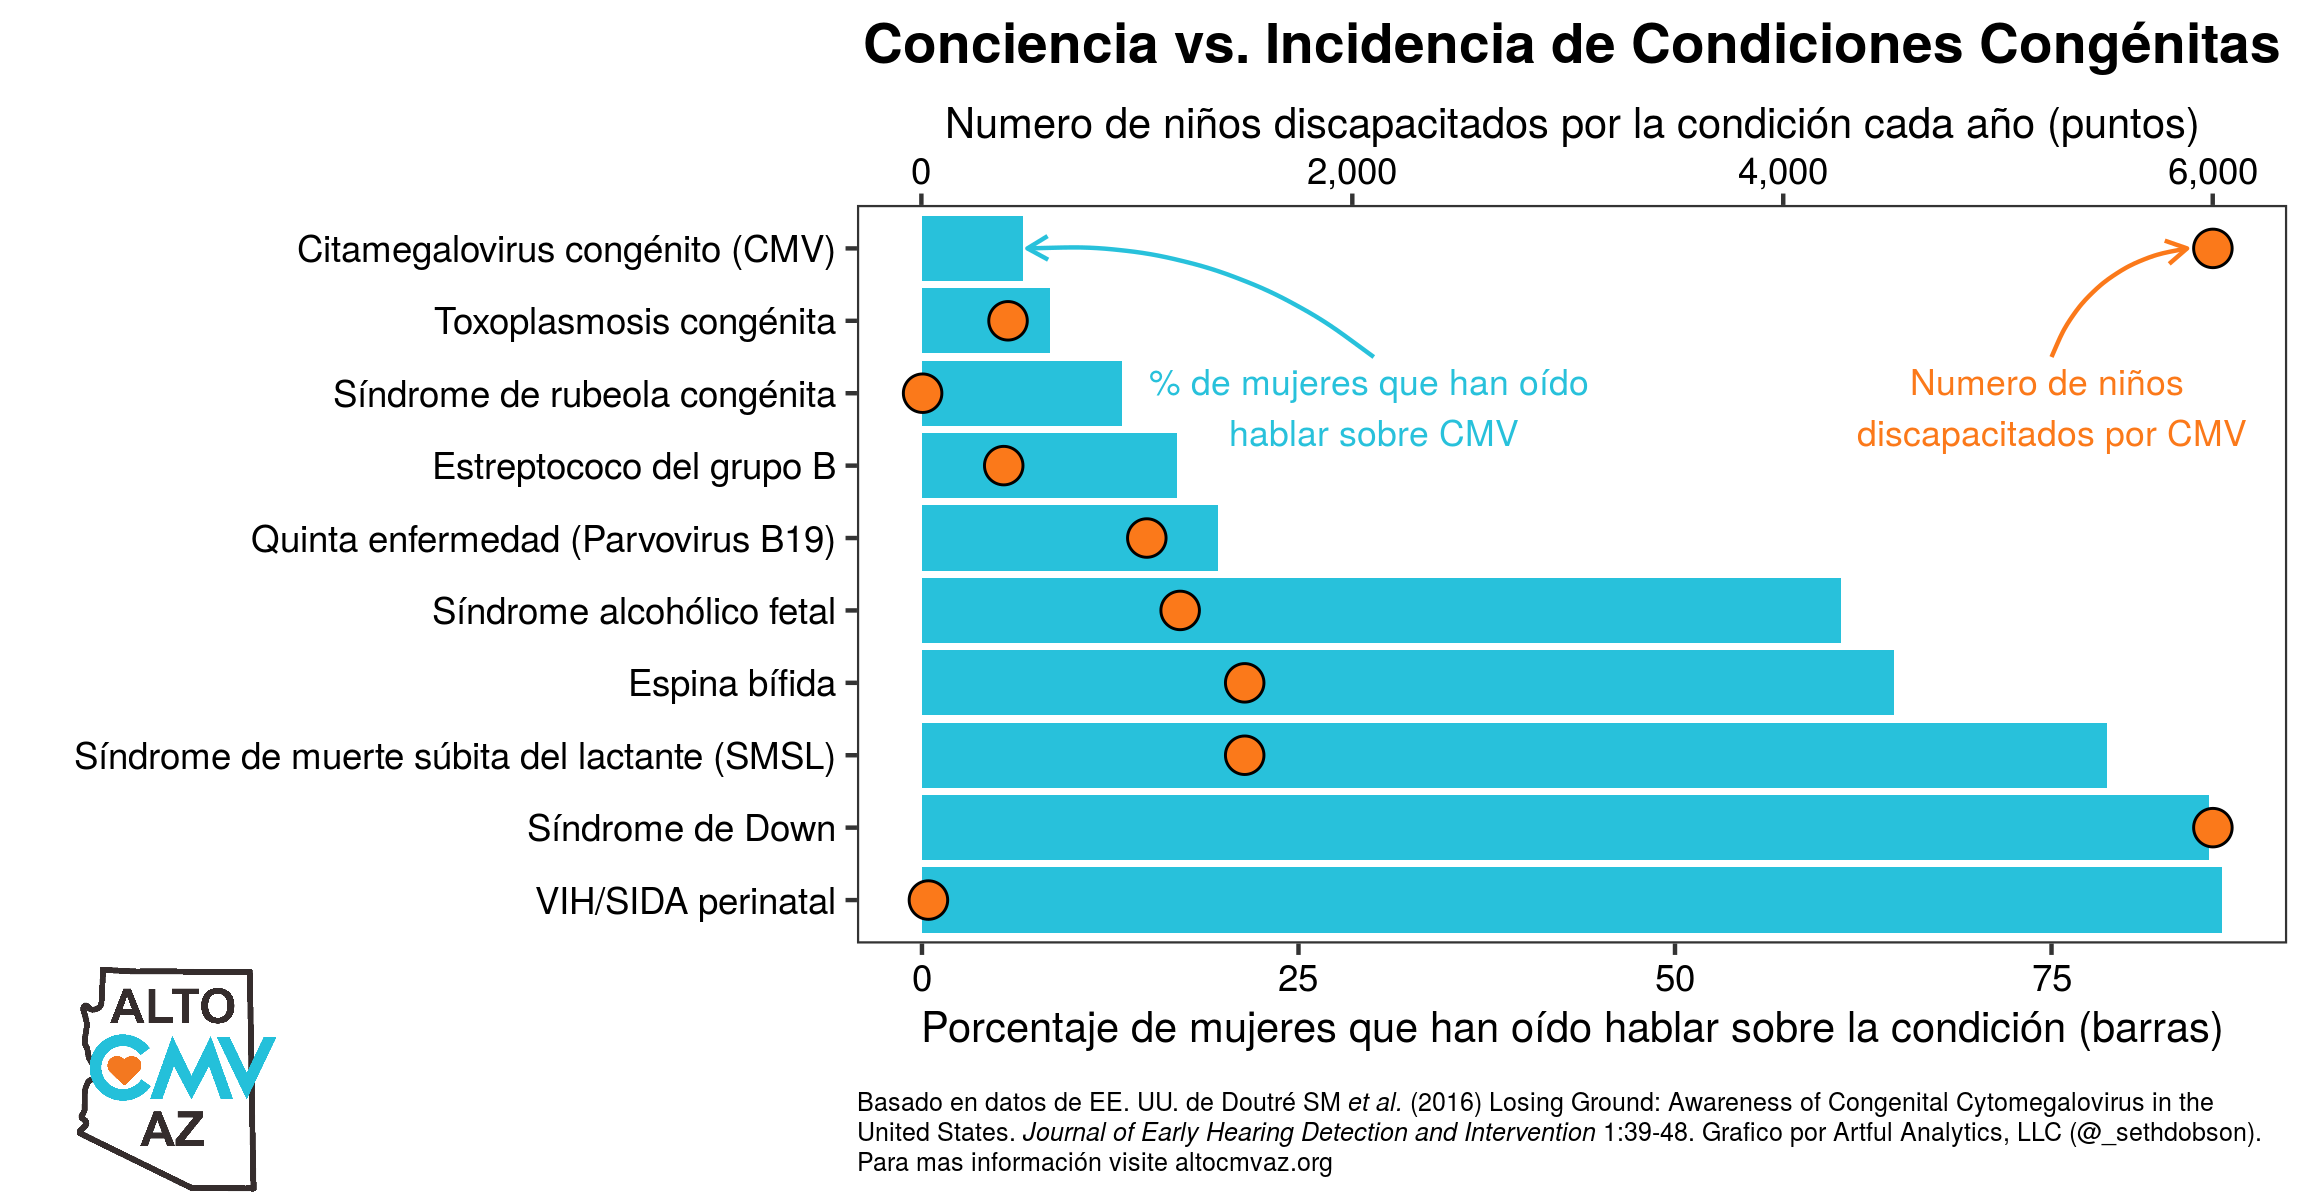 Conciencia vs. Incidencia de Condiciones Congénitas
Numero de niños discapacitados por la condición cada año (puntos)
0 2,000 4,000 6,000
Citamegalovirus congénito (CMV)
Toxoplasmosis congénita
Síndrome de rubeola congénita
Estreptococo del grupo B
Quinta enfermedad (Parvovirus B19)
Síndrome alcohólico fetal
Espina bífida
Síndrome de muerte súbita del lactante (SMSL)
Síndrome de Down
VIH/SIDA perinatal
% de mujeres que han oído
hablar sobre CMV
Numero de niños
discapacitados por CMV
0 25 50 75
Porcentaje de mujeres que han oído hablar sobre la condición (barras)
ALTO
CMV
AZ
Basado en datos de EE. UU. de Doutré SM et al. (2016) Losing Ground: Awareness of Congenital Cytomegalovirus in the
United States. Journal of Early Hearing Detection and Intervention 1:39-48. Grafico por Artful Analytics, LLC (@_sethdobson).
Para mas información visite altocmvaz.org